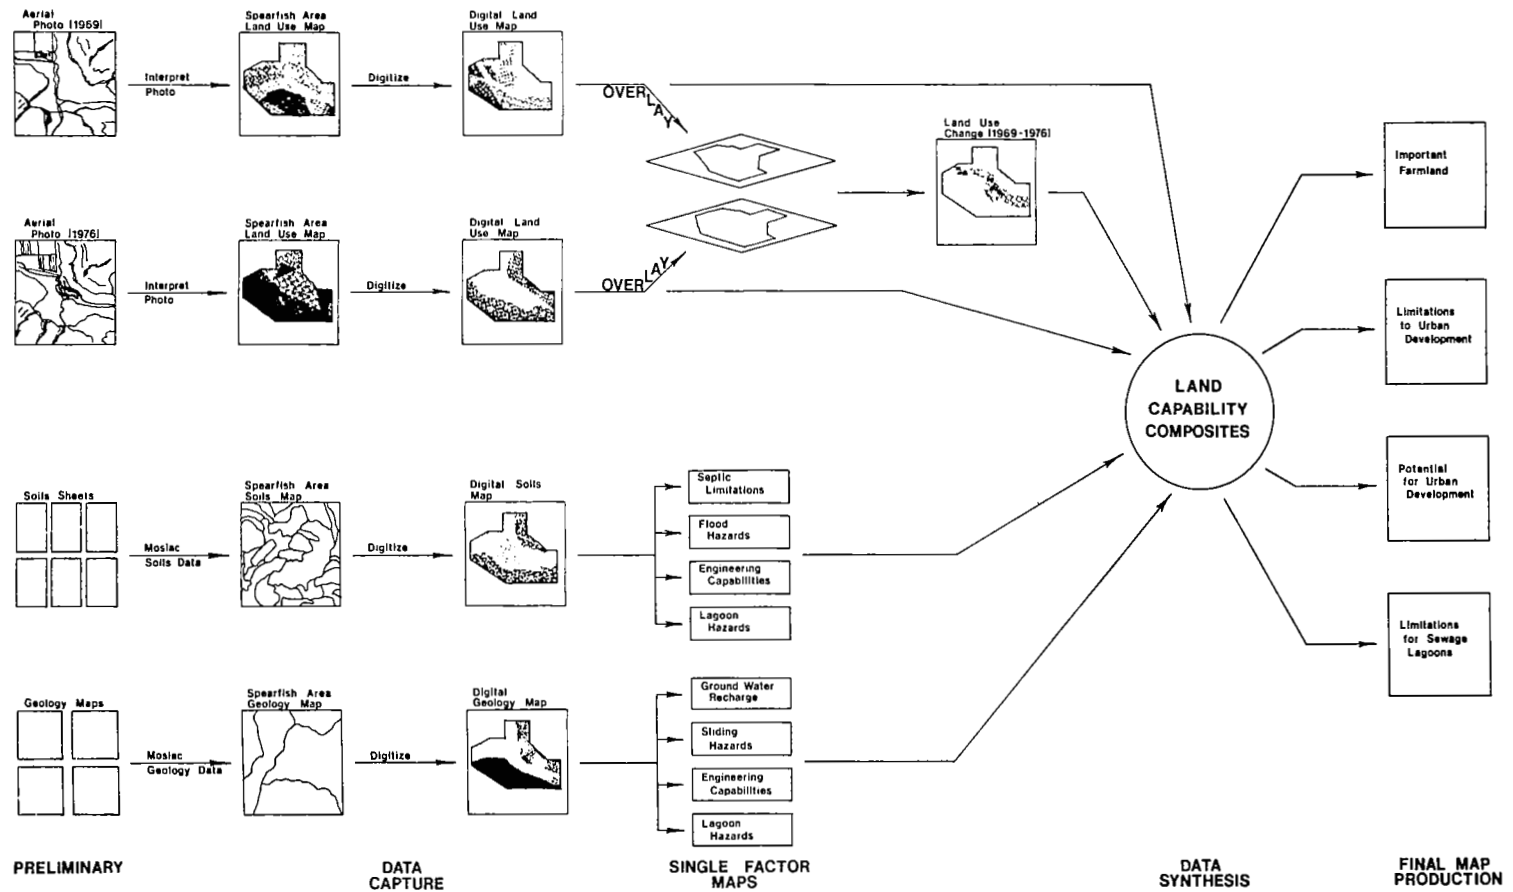 Aerial
Photo [1969]
Interpret
Photo
Spearfish Area
Land Use Map
Digitize
Digital Land
Use Map
OVERLAY
Land Use
Change [1969-1976]
Aerial
Photo [1976]
Interpret
Photo
Spearfish Area
Land Use Map
Digitize
Digital Land
Use Map
OVERLAY
Soils Sheets
Mosiac
Soils Data
Spearfish Area
Soils Map
Digitize
Digital Soils
Map
Septic
Limitations
Flood
Hazards
Engineering
Capabilities
Lagoon
Hazards
Geology Maps
Mosiac
Geology Data
Spearfish Area
Geology Map
Digitize
Digital
Geology Map
Ground Water
Recharge
Sliding
Hazards
Engineering
Capabilities
Lagoon
Hazards
LAND
CAPABILITY
COMPOSITES
Important
Farmland
Limitations
to Urban
Development
Potential
for Urban
Development
Limitations
for Sewage
Lagoons
PRELIMINARY
DATA
CAPTURE
SINGLE FACTOR
MAPS
DATA
SYNTHESIS
FINAL MAP
PRODUCTION